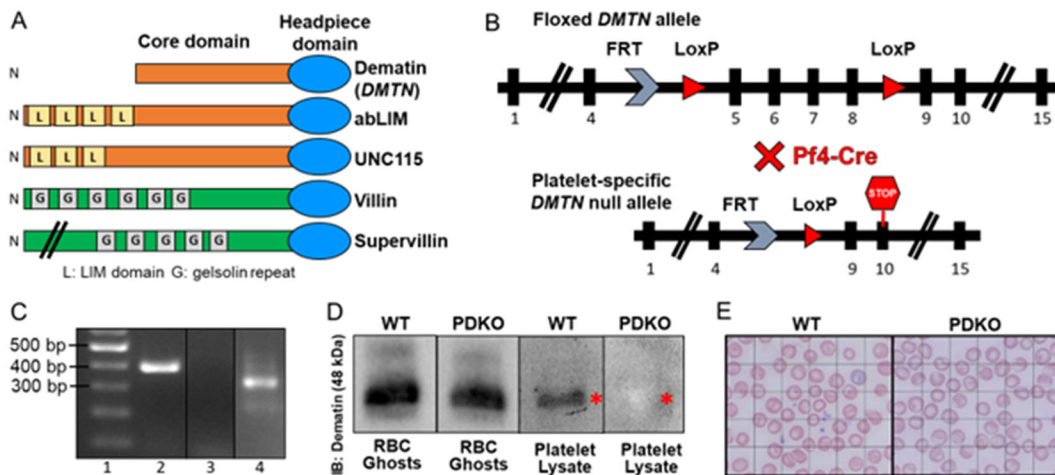 A
Core domain
Headpiece
domain
N
Dematin
(DMTN)
N L L L L abLIM
N L L L UNC115
N G G G G G G Villin
N G G G G G Supervillin
L: LIM domain G: gelsolin repeat
B
Floxed DMTN allele
FRT LoxP LoxP
1 4 5 6 7 8 9 10 15
Pf4-Cre
Platelet-specific
DMTN null allele
FRT LoxP STOP
1 4 9 10 15
C
500 bp
400 bp
300 bp
1 2 3 4
D
WT PDKO WT PDKO
IB: Dematin (48 kDa)
* *
RBC
Ghosts
RBC
Ghosts
Platelet
Lysate
Platelet
Lysate
E
WT PDKO